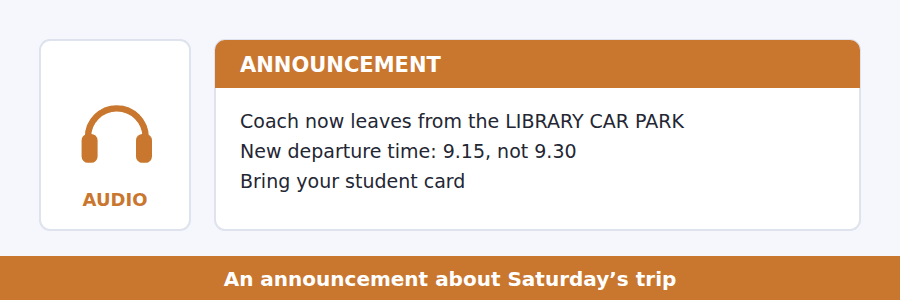 AUDIO
ANNOUNCEMENT
Coach now leaves from the LIBRARY CAR PARK
New departure time: 9.15, not 9.30
Bring your student card
An announcement about Saturday’s trip